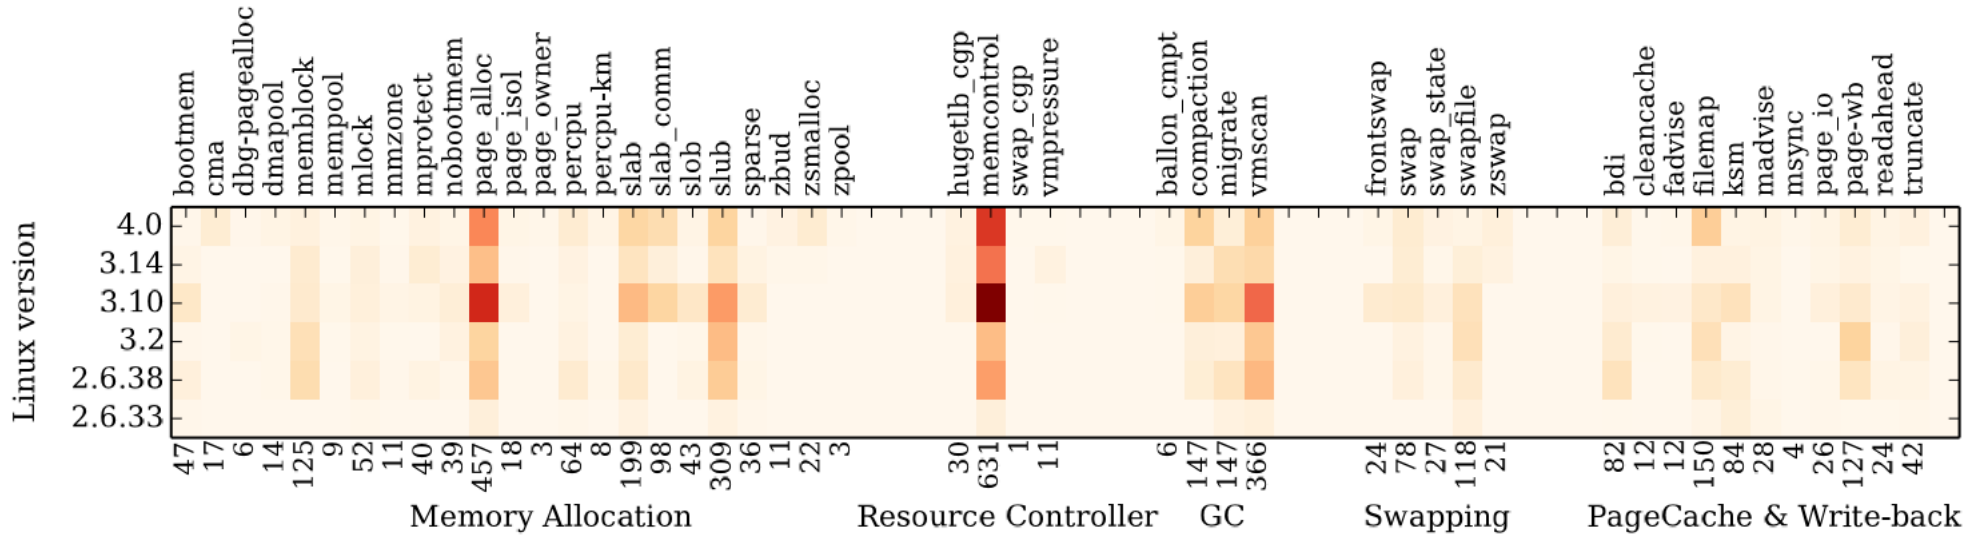 bootmem
cma
dbg-pagealloc
dmapool
memblock
mempool
mlock
mmzone
mprotect
nobootmem
page_alloc
page_isol
page_owner
percpu
percpu-km
slab
slab_comm
slob
slub
sparse
zbud
zsmalloc
zpool
hugetlb_cgp
memcontrol
swap_cgp
vmpressure
ballon_cmpt
compaction
migrate
vmscan
frontswap
swap
swap_state
swapfile
zswap
bdi
cleancache
fadvise
filemap
ksm
madvise
msync
page_io
page-wb
readahead
truncate
Linux version
4.0
3.14
3.10
3.2
2.6.38
2.6.33
47
17
6
14
125
9
52
11
40
39
457
18
3
64
8
199
98
43
309
36
11
22
3
30
631
1
11
6
147
147
366
24
78
27
118
21
82
12
12
150
84
28
4
26
127
24
42
Memory Allocation
Resource Controller
GC
Swapping
PageCache & Write-back